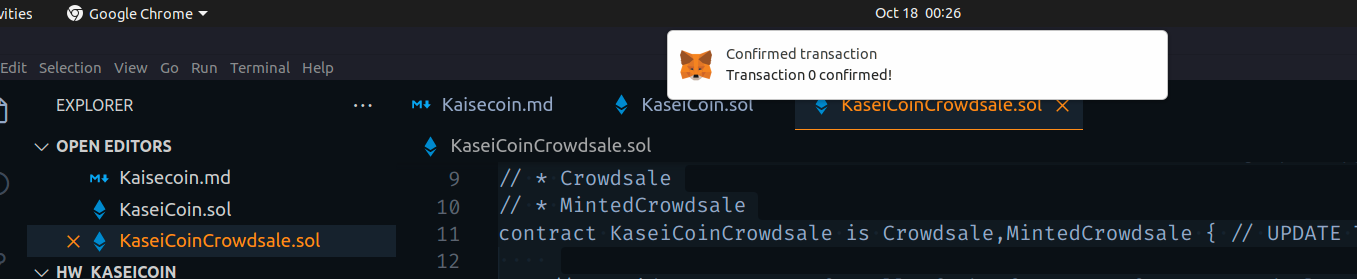 vities Google Chrome Oct 18 00:26
Confirmed transaction
Transaction 0 confirmed!
Edit Selection View Go Run Terminal Help
EXPLORER ···
Kaisecoin.md KaseiCoin.sol KaseiCoinCrowdsale.sol
OPEN EDITORS
Kaisecoin.md
KaseiCoin.sol
KaseiCoinCrowdsale.sol
HW_KASEICOIN
KaseiCoinCrowdsale.sol
9 // * Crowdsale
10 // * MintedCrowdsale
11 contract KaseiCoinCrowdsale is Crowdsale,MintedCrowdsale { // UPDATE
12